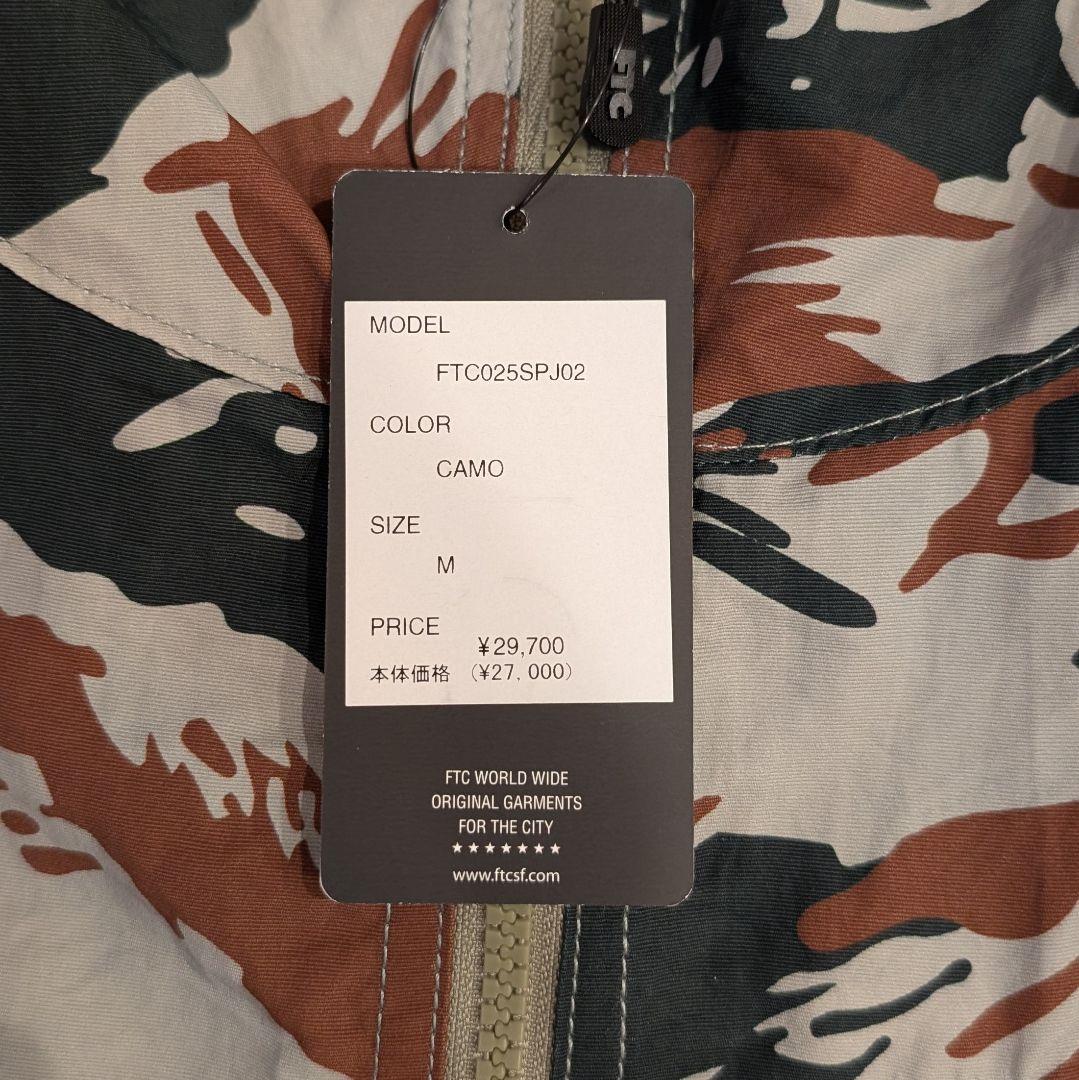 FTC
MODEL
FTC025SPJ02
COLOR
CAMO
SIZE
M
PRICE
¥29,700
本体価格 (¥27,000)
FTC WORLD WIDE
ORIGINAL GARMENTS
FOR THE CITY
★★★★★★★
www.ftcsf.com